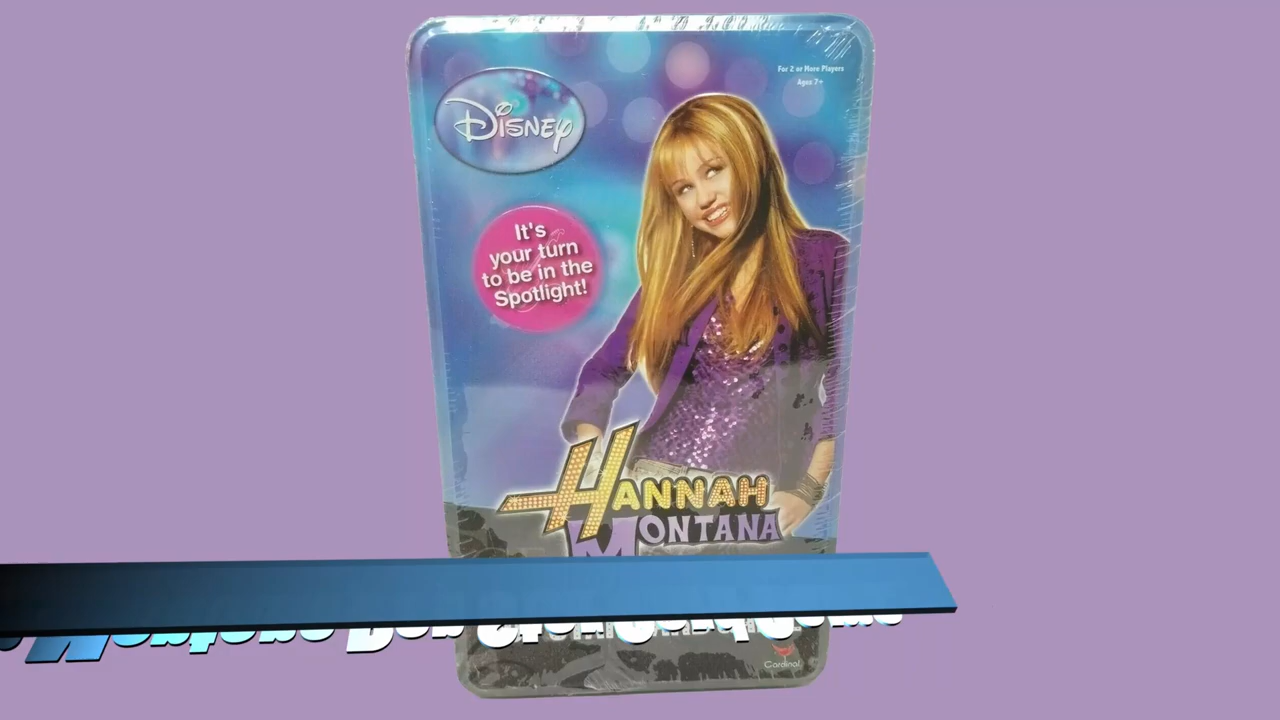 For 2 or More Players
Ages 7+
Disney
It's
your turn
to be in the
Spotlight!
Hannah
Montana
Cardinal